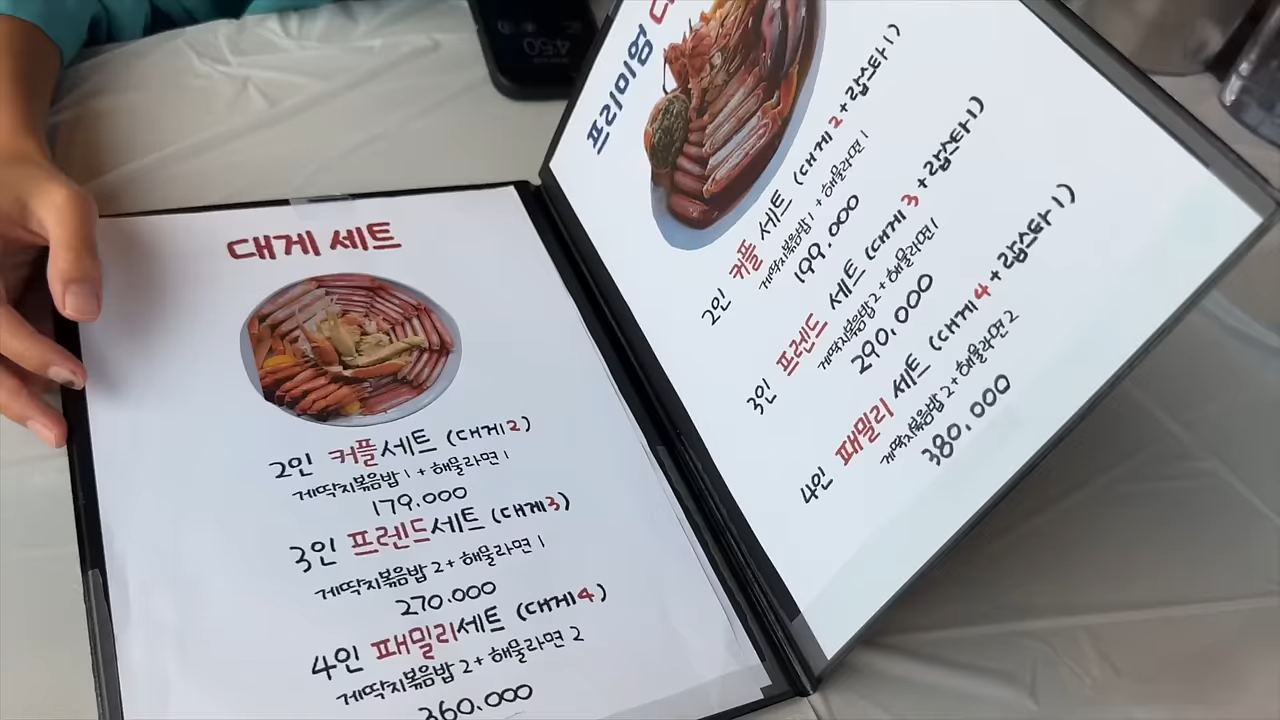 대게 세트
2인 커플세트 (대게2)
게딱지볶음밥 1 + 해물라면 1
179.000
3인 프렌드세트 (대게3)
게딱지볶음밥 2 + 해물라면 1
270.000
4인 패밀리세트 (대게4)
게딱지볶음밥 2 + 해물라면 2
360.000
프리미엄
2인 커플 세트 (대게 2 + 랍스타 1)
게딱지볶음밥 1 + 해물라면 1
199.000
3인 프렌드 세트 (대게 3 + 랍스타 1)
게딱지볶음밥 2 + 해물라면 1
290,000
4인 패밀리 세트 (대게 4 + 랍스타 1)
게딱지볶음밥 2 + 해물라면 2
380,000
4:50